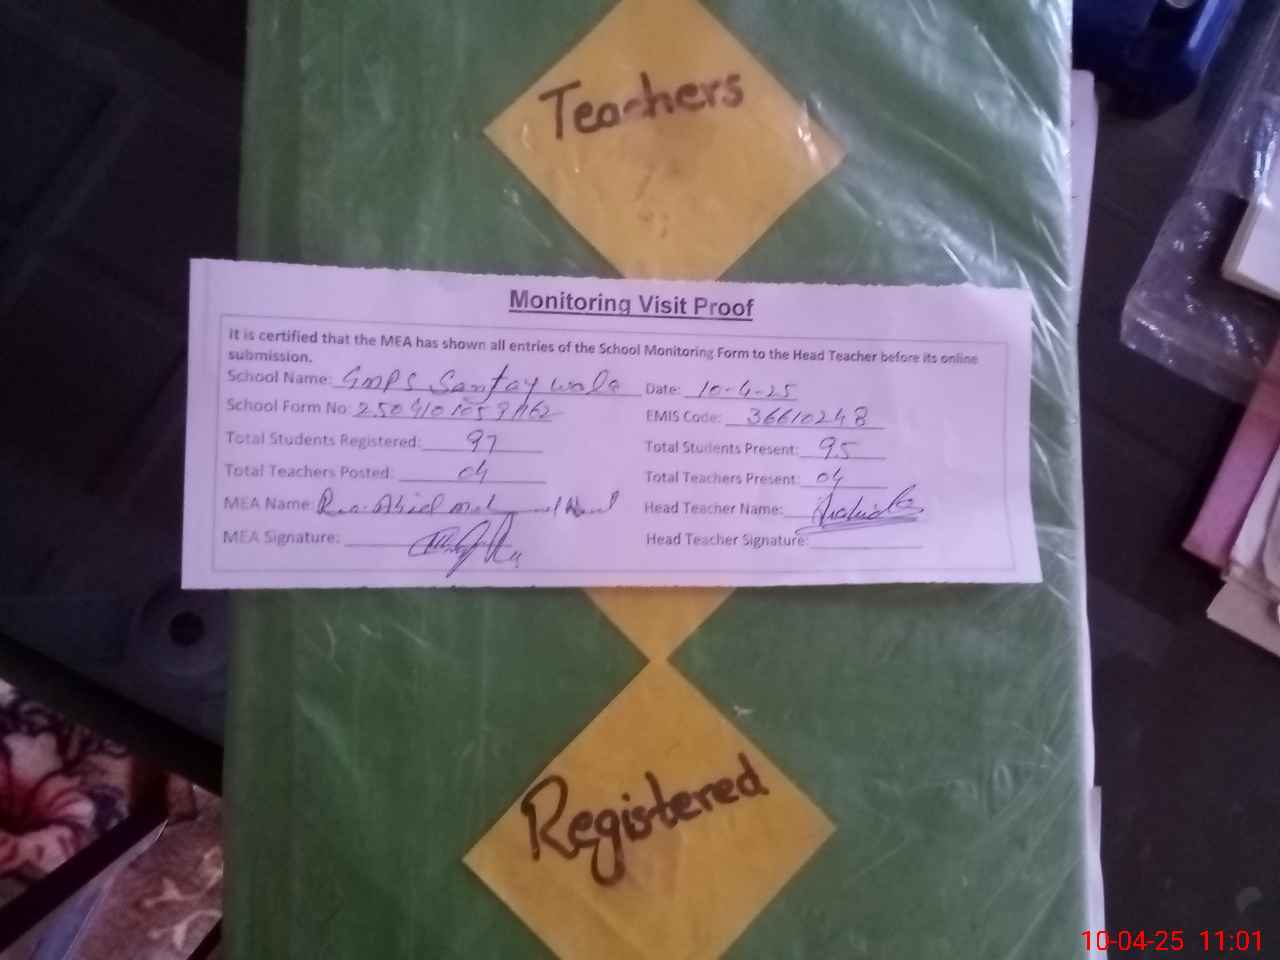 Teachers
Monitoring Visit Proof
It is certified that the MEA has shown all entries of the School Monitoring Form to the Head Teacher before its online
submission.
School Name: GMPS Santay wala Date: 10-4-25
School Form No: EMIS Code: 36610248
Total Students Registered: 97 Total Students Present: 95
Total Teachers Posted: 04 Total Teachers Present: 04
MEA Name: Rao Abid Head Teacher Name:
MEA Signature: Head Teacher Signature:
Registered
10-04-25 11:01